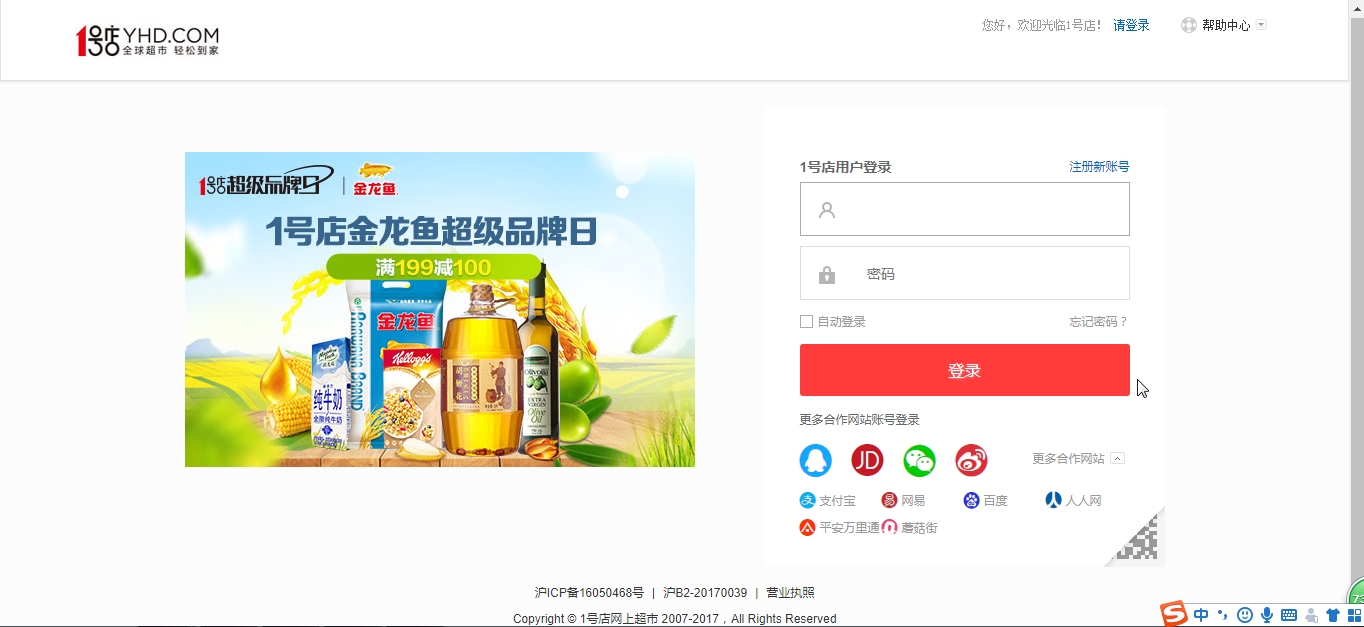 1号店 YHD.COM
全球超市 轻松到家
您好，欢迎光临1号店！ 请登录 帮助中心
1号店超级品牌日 | 金龙鱼
1号店金龙鱼超级品牌日
满199减100
金龙鱼
ARAWANA BRAND
Kellogg's
纯牛奶
胡姬花
Olivoilà
EXTRA VIRGIN
Olive Oil
1号店用户登录 注册新账号
密码
自动登录 忘记密码？
登录
更多合作网站账号登录
JD
更多合作网站
支 支付宝 易 网易 百度 人人网
平安万里通 蘑菇街
沪ICP备16050468号 | 沪B2-20170039 | 营业执照
Copyright © 1号店网上超市 2007-2017，All Rights Reserved
S 中
73